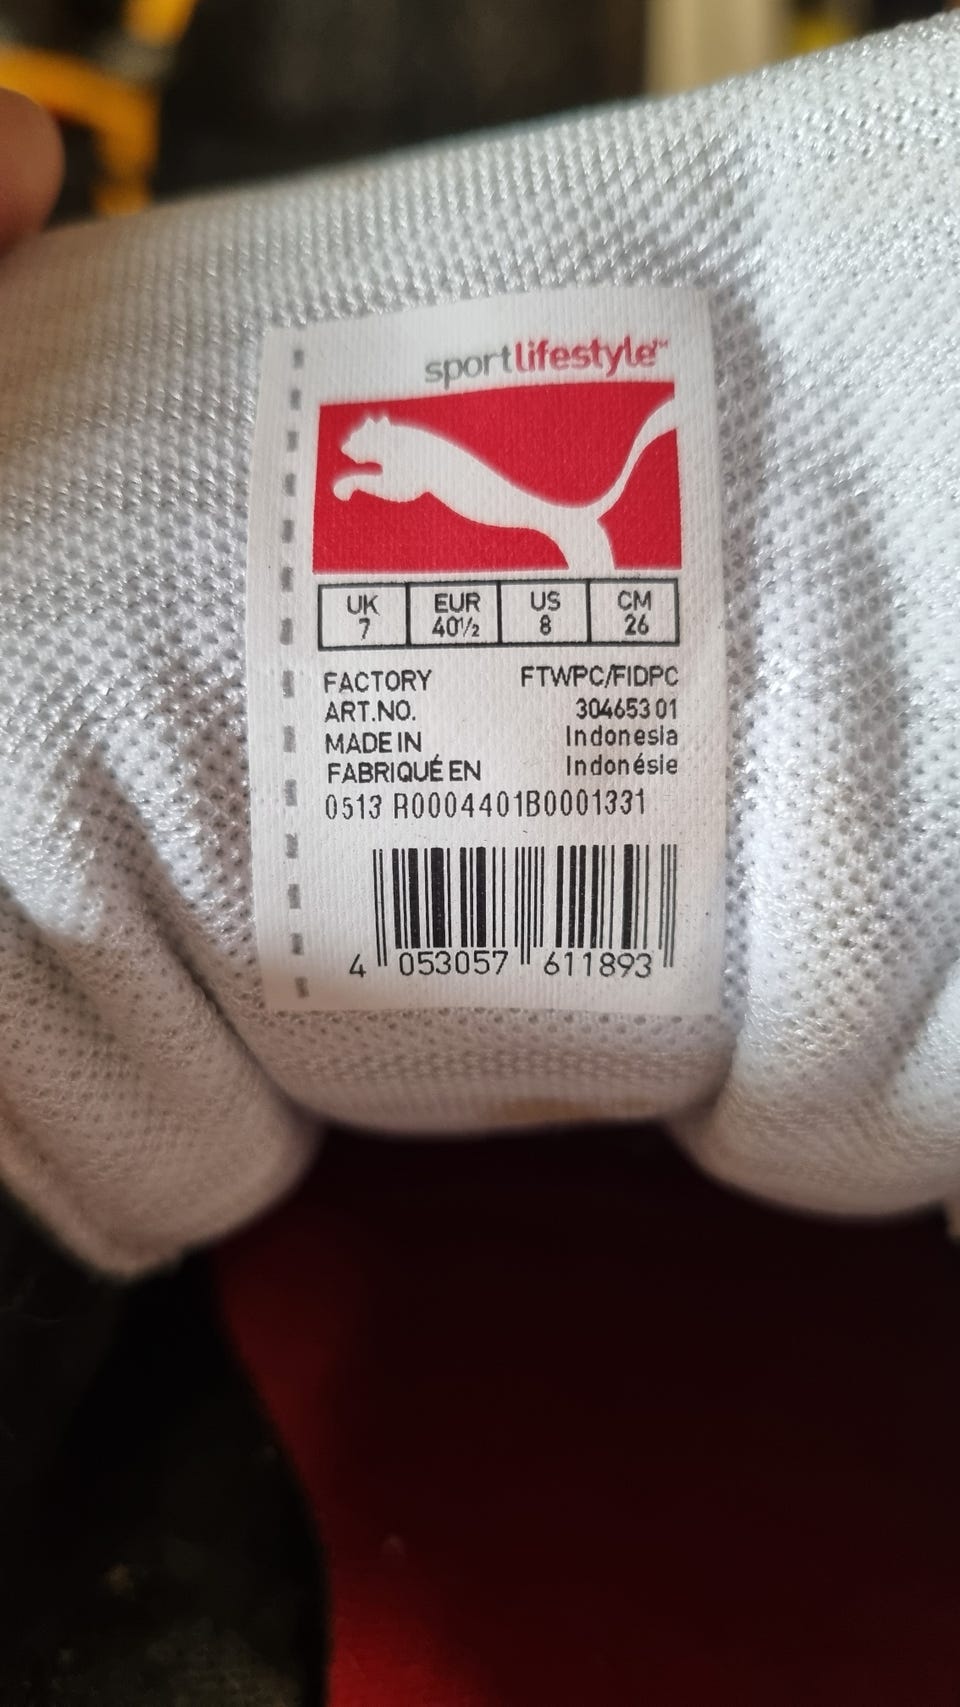 sportlifestyle™
UK EUR US CM
7 40½ 8 26
FACTORY FTWPC/FIDPC
ART.NO. 304653 01
MADE IN Indonesia
FABRIQUÉ EN Indonésie
0513 R0004401B0001331
4 053057 611893